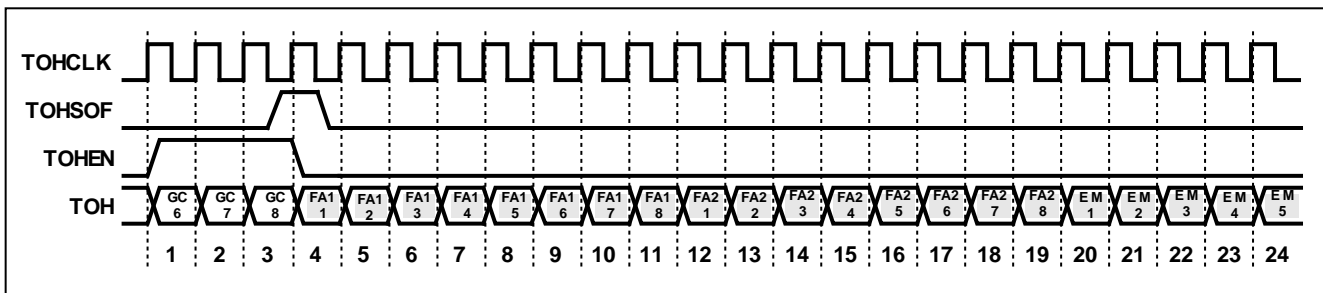 TOHCLK
TOHSOF
TOHEN
TOH
GC 6 GC 7 GC 8 FA1 1 FA1 2 FA1 3 FA1 4 FA1 5 FA1 6 FA1 7 FA1 8 FA2 1 FA2 2 FA2 3 FA2 4 FA2 5 FA2 6 FA2 7 FA2 8 EM 1 EM 2 EM 3 EM 4 EM 5
1 2 3 4 5 6 7 8 9 10 11 12 13 14 15 16 17 18 19 20 21 22 23 24